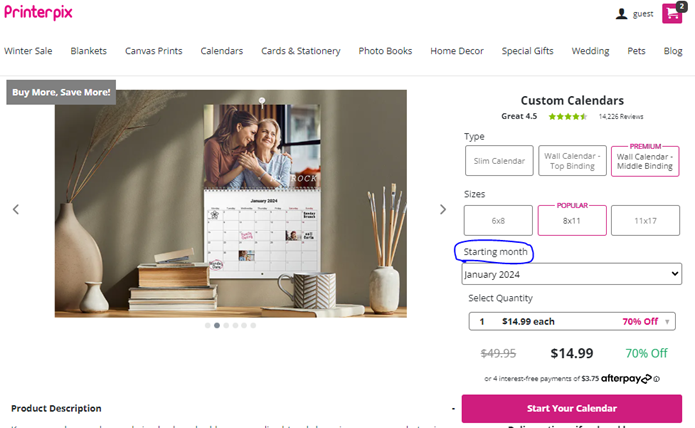 Printerpix
guest
2
Winter Sale Blankets Canvas Prints Calendars Cards & Stationery Photo Books Home Decor Special Gifts Wedding Pets Blog
Buy More, Save More!
ROCK
January 2024
Custom Calendars
Great 4.5 14,226 Reviews
Type
PREMIUM
Slim Calendar
Wall Calendar -
Top Binding
Wall Calendar -
Middle Binding
Sizes
POPULAR
6x8 8x11 11x17
Starting month
January 2024
Select Quantity
1 $14.99 each 70% Off
$49.95 $14.99 70% Off
or 4 interest-free payments of $3.75 afterpay
Start Your Calendar
Product Description -